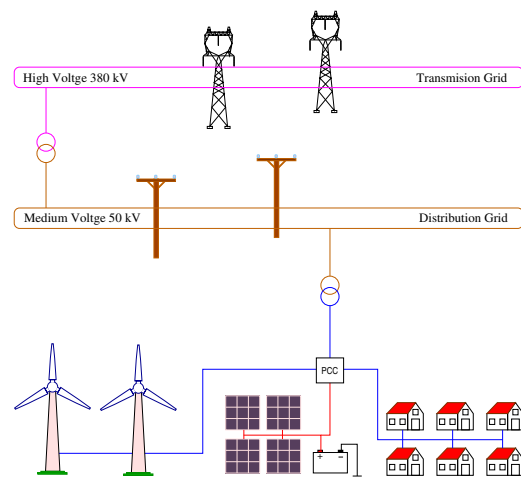 High Voltge 380 kV
Transmision Grid
Medium Voltge 50 kV
Distribution Grid
PCC
+ −